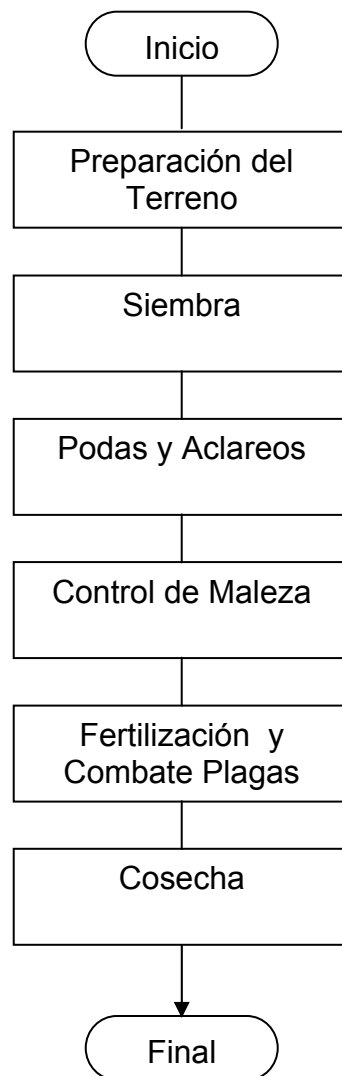 Inicio
Preparación del
Terreno
Siembra
Podas y Aclareos
Control de Maleza
Fertilización y
Combate Plagas
Cosecha
Final